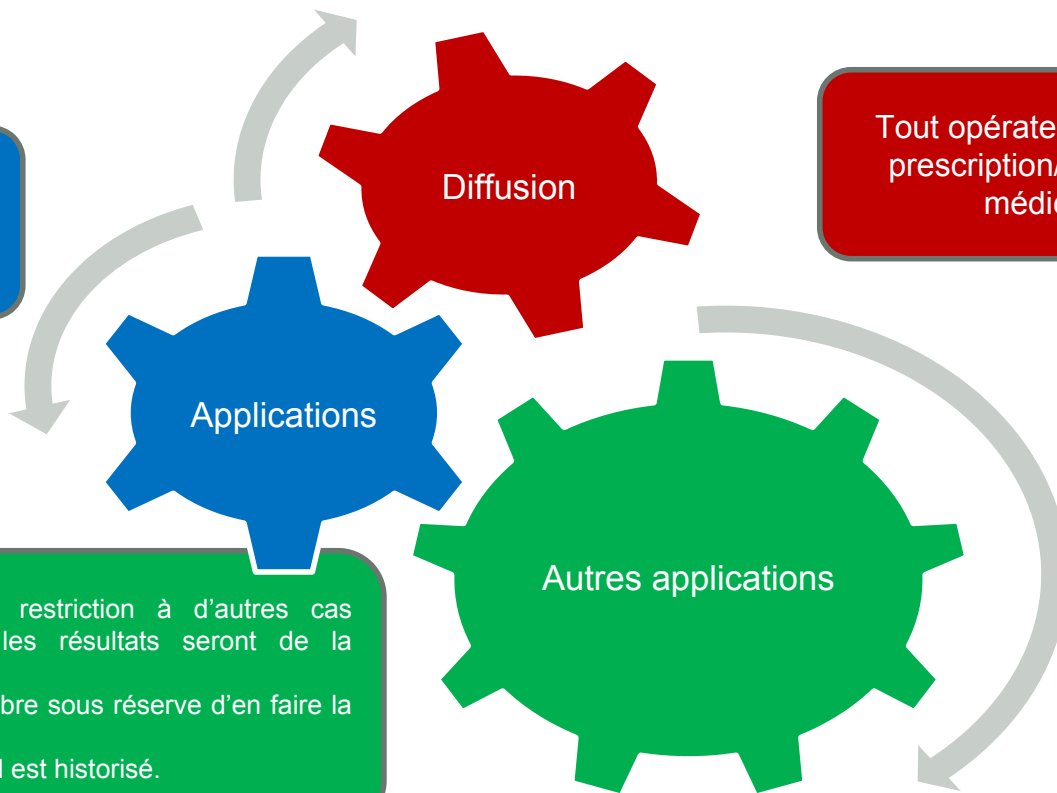 Diffusion
Tout opérate
prescription/
médi
Applications
Autres applications
restriction à d'autres cas
les résultats seront de la
bre sous réserve d'en faire la
est historisé.